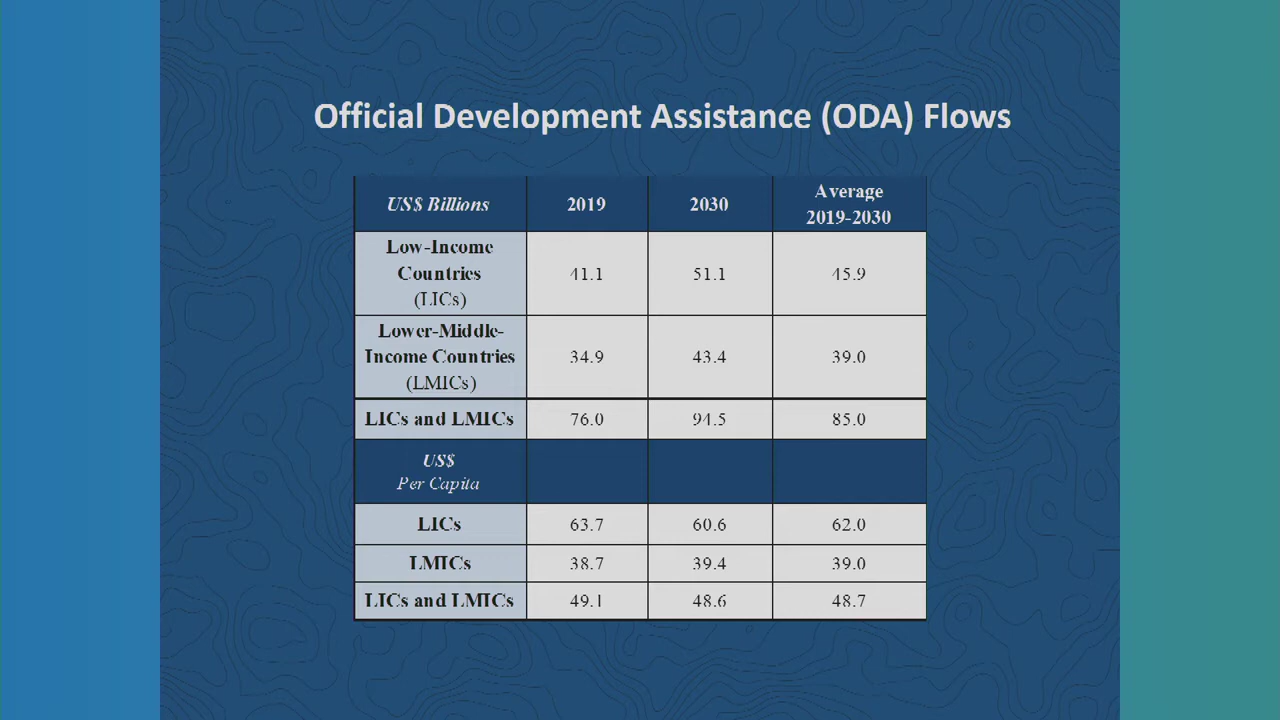 Official Development Assistance (ODA) Flows
US$ Billions 2019 2030 Average 2019-2030
Low-Income Countries (LICs) 41.1 51.1 45.9
Lower-Middle-Income Countries (LMICs) 34.9 43.4 39.0
LICs and LMICs 76.0 94.5 85.0
US$ Per Capita
LICs 63.7 60.6 62.0
LMICs 38.7 39.4 39.0
LICs and LMICs 49.1 48.6 48.7